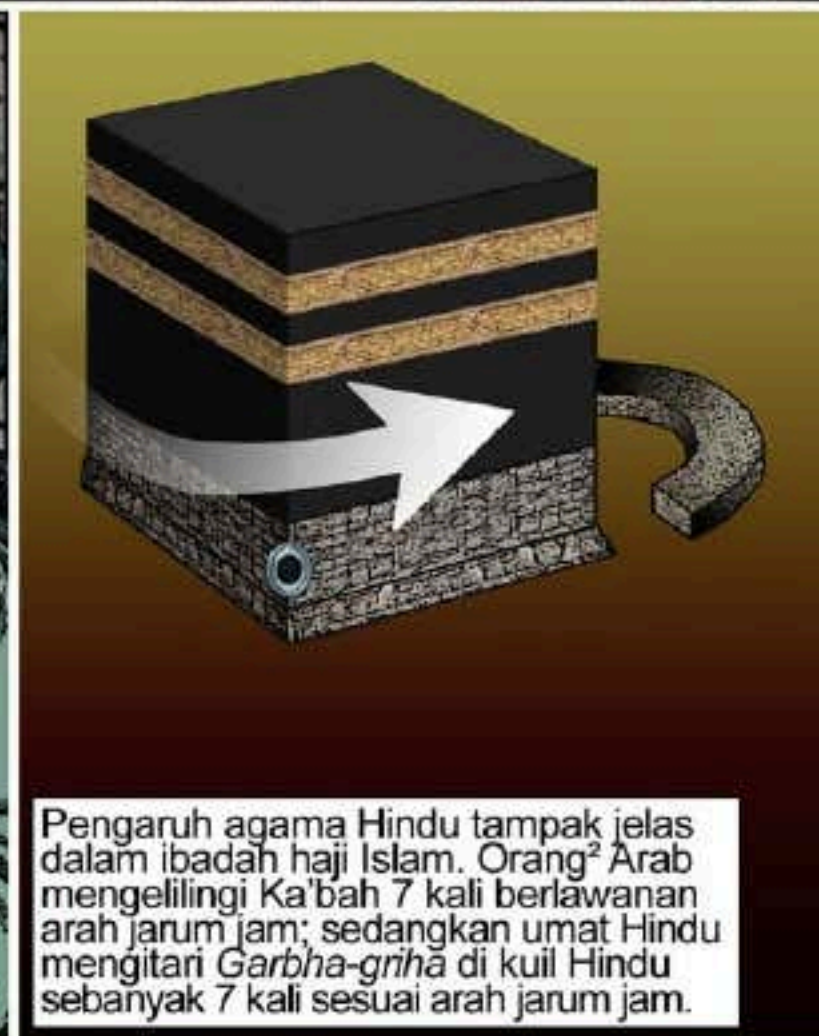 Pengaruh agama Hindu tampak jelas
dalam ibadah haji Islam. Orang² Arab
mengelilingi Ka'bah 7 kali berlawanan
arah jarum jam; sedangkan umat Hindu
mengitari Garbha-griha di kuil Hindu
sebanyak 7 kali sesuai arah jarum jam.